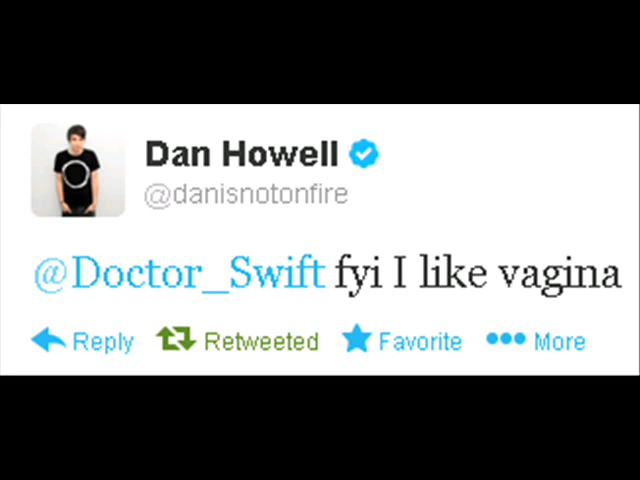 Dan Howell
@danisnotonfire
@Doctor_Swift fyi I like vagina
Reply Retweeted Favorite More